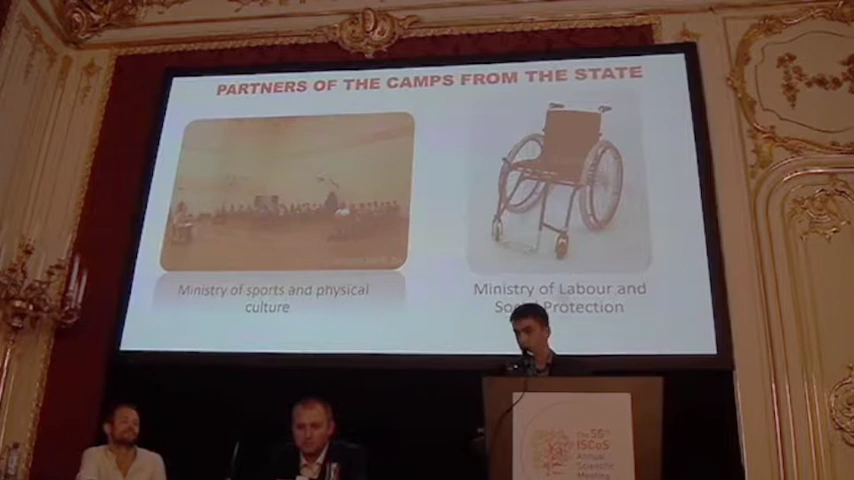 PARTNERS OF THE CAMPS FROM THE STATE
Ministry of sports and physical
culture
Ministry of Labour and
Social Protection
The 55th
ISCoS
Annual
Scientific
Meeting